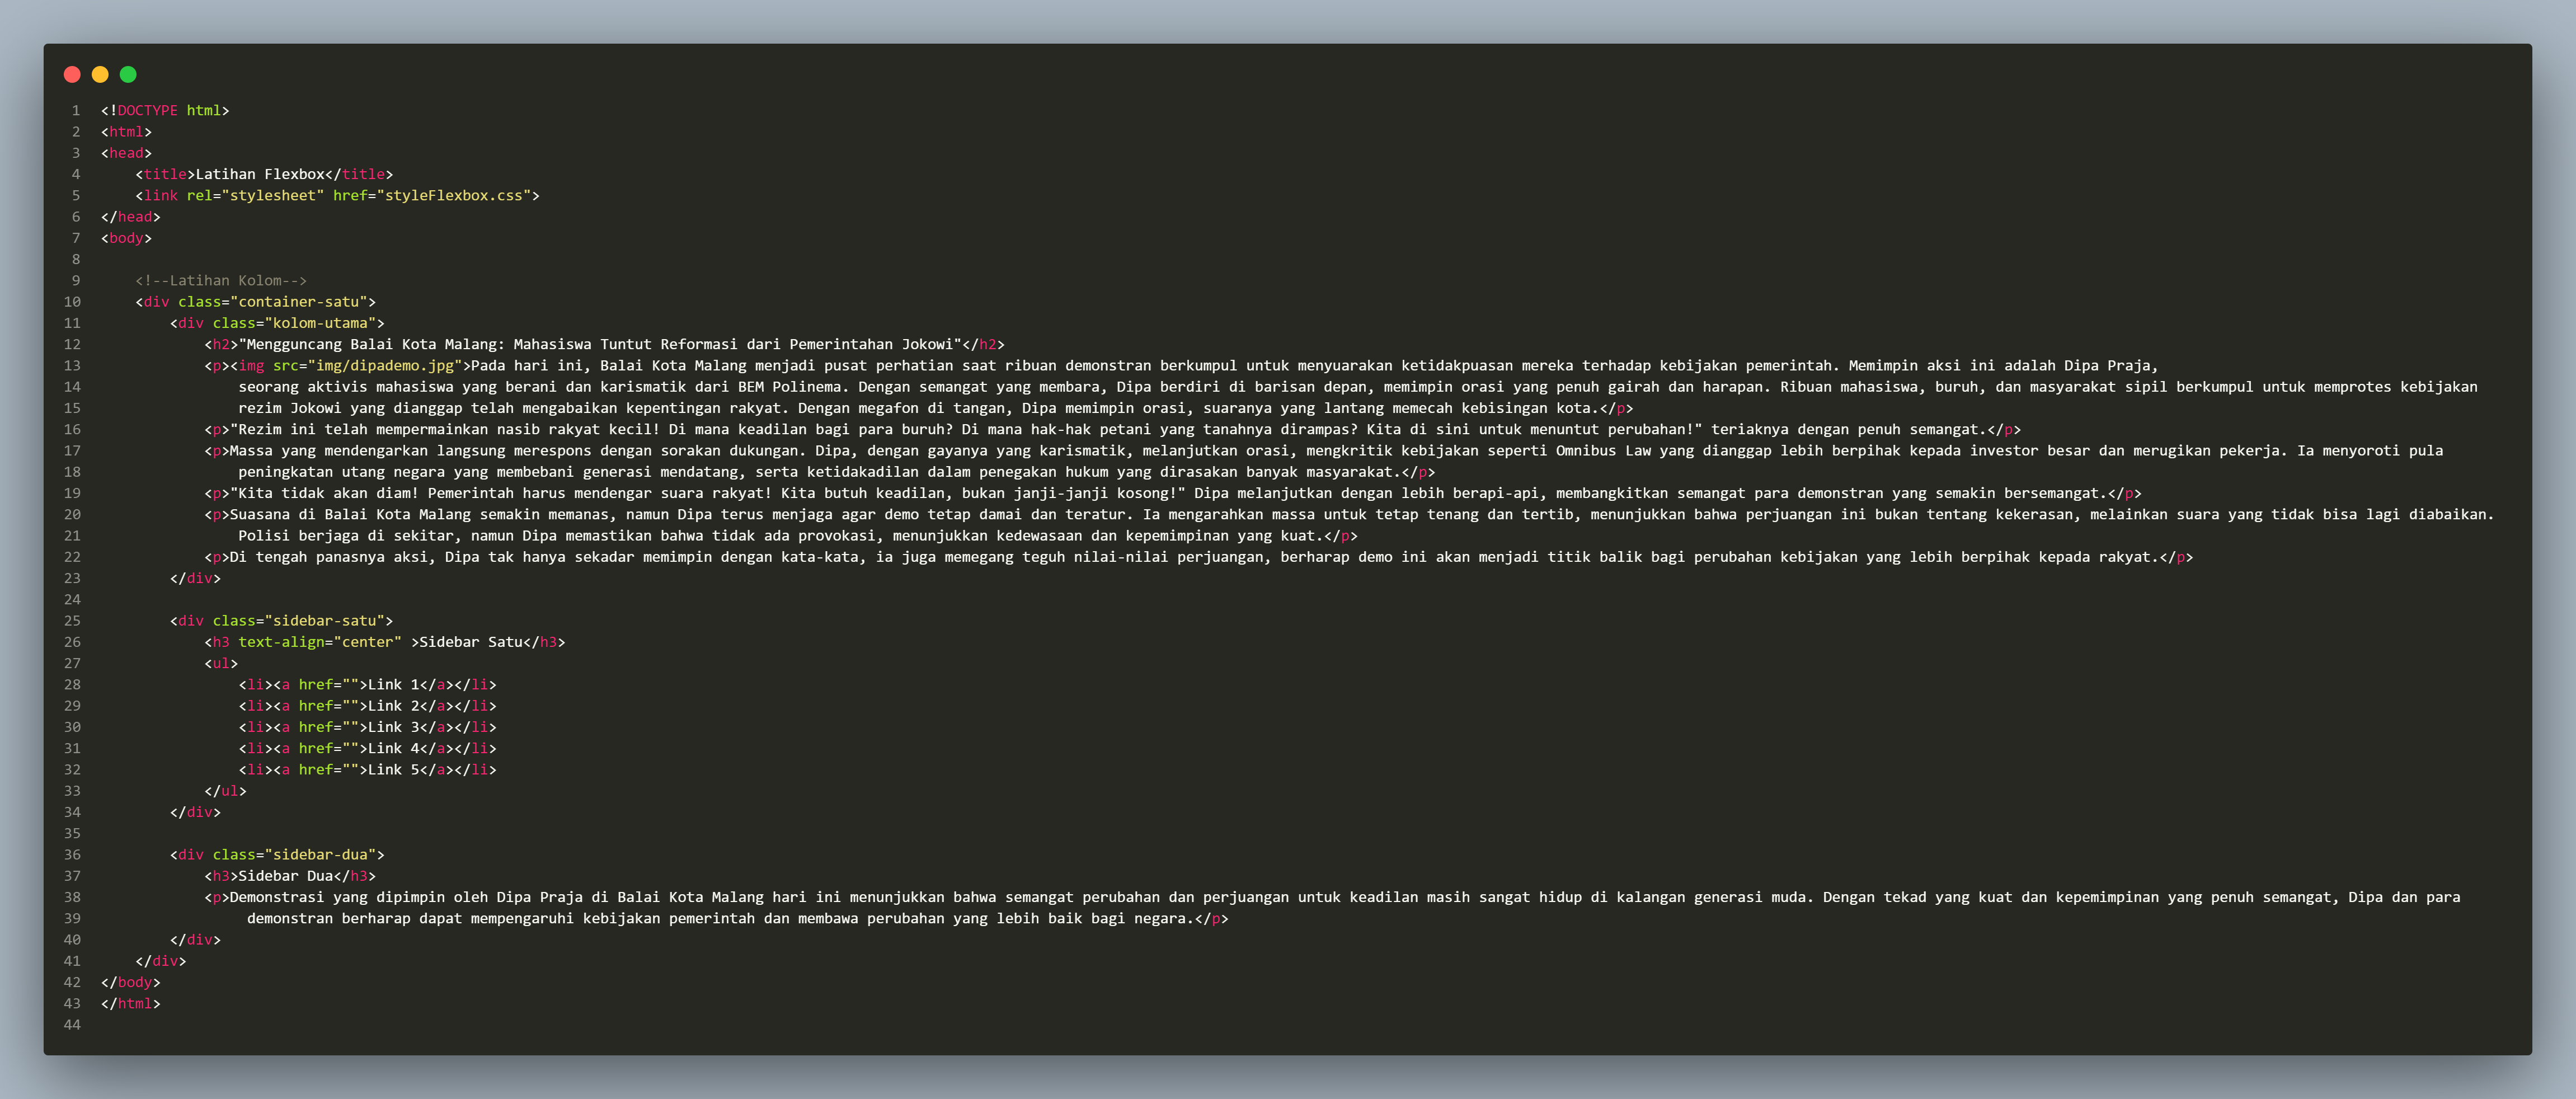 1 <!DOCTYPE html>
2 <html>
3 <head>
4     <title>Latihan Flexbox</title>
5     <link rel="stylesheet" href="styleFlexbox.css">
6 </head>
7 <body>
8
9     <!--Latihan Kolom-->
10     <div class="container-satu">
11         <div class="kolom-utama">
12             <h2>"Mengguncang Balai Kota Malang: Mahasiswa Tuntut Reformasi dari Pemerintahan Jokowi"</h2>
13             <p><img src="img/dipademo.jpg">Pada hari ini, Balai Kota Malang menjadi pusat perhatian saat ribuan demonstran berkumpul untuk menyuarakan ketidakpuasan mereka terhadap kebijakan pemerintah. Memimpin aksi ini adalah Dipa Praja,
14                 seorang aktivis mahasiswa yang berani dan karismatik dari BEM Polinema. Dengan semangat yang membara, Dipa berdiri di barisan depan, memimpin orasi yang penuh gairah dan harapan. Ribuan mahasiswa, buruh, dan masyarakat sipil berkumpul untuk memprotes kebijakan
15                 rezim Jokowi yang dianggap telah mengabaikan kepentingan rakyat. Dengan megafon di tangan, Dipa memimpin orasi, suaranya yang lantang memecah kebisingan kota.</p>
16             <p>"Rezim ini telah mempermainkan nasib rakyat kecil! Di mana keadilan bagi para buruh? Di mana hak-hak petani yang tanahnya dirampas? Kita di sini untuk menuntut perubahan!" teriaknya dengan penuh semangat.</p>
17             <p>Massa yang mendengarkan langsung merespons dengan sorakan dukungan. Dipa, dengan gayanya yang karismatik, melanjutkan orasi, mengkritik kebijakan seperti Omnibus Law yang dianggap lebih berpihak kepada investor besar dan merugikan pekerja. Ia menyoroti pula
18                 peningkatan utang negara yang membebani generasi mendatang, serta ketidakadilan dalam penegakan hukum yang dirasakan banyak masyarakat.</p>
19             <p>"Kita tidak akan diam! Pemerintah harus mendengar suara rakyat! Kita butuh keadilan, bukan janji-janji kosong!" Dipa melanjutkan dengan lebih berapi-api, membangkitkan semangat para demonstran yang semakin bersemangat.</p>
20             <p>Suasana di Balai Kota Malang semakin memanas, namun Dipa terus menjaga agar demo tetap damai dan teratur. Ia mengarahkan massa untuk tetap tenang dan tertib, menunjukkan bahwa perjuangan ini bukan tentang kekerasan, melainkan suara yang tidak bisa lagi diabaikan.
21                 Polisi berjaga di sekitar, namun Dipa memastikan bahwa tidak ada provokasi, menunjukkan kedewasaan dan kepemimpinan yang kuat.</p>
22             <p>Di tengah panasnya aksi, Dipa tak hanya sekadar memimpin dengan kata-kata, ia juga memegang teguh nilai-nilai perjuangan, berharap demo ini akan menjadi titik balik bagi perubahan kebijakan yang lebih berpihak kepada rakyat.</p>
23         </div>
24
25         <div class="sidebar-satu">
26             <h3 text-align="center" >Sidebar Satu</h3>
27             <ul>
28                 <li><a href="">Link 1</a></li>
29                 <li><a href="">Link 2</a></li>
30                 <li><a href="">Link 3</a></li>
31                 <li><a href="">Link 4</a></li>
32                 <li><a href="">Link 5</a></li>
33             </ul>
34         </div>
35
36         <div class="sidebar-dua">
37             <h3>Sidebar Dua</h3>
38             <p>Demonstrasi yang dipimpin oleh Dipa Praja di Balai Kota Malang hari ini menunjukkan bahwa semangat perubahan dan perjuangan untuk keadilan masih sangat hidup di kalangan generasi muda. Dengan tekad yang kuat dan kepemimpinan yang penuh semangat, Dipa dan para
39                  demonstran berharap dapat mempengaruhi kebijakan pemerintah dan membawa perubahan yang lebih baik bagi negara.</p>
40         </div>
41     </div>
42 </body>
43 </html>
44